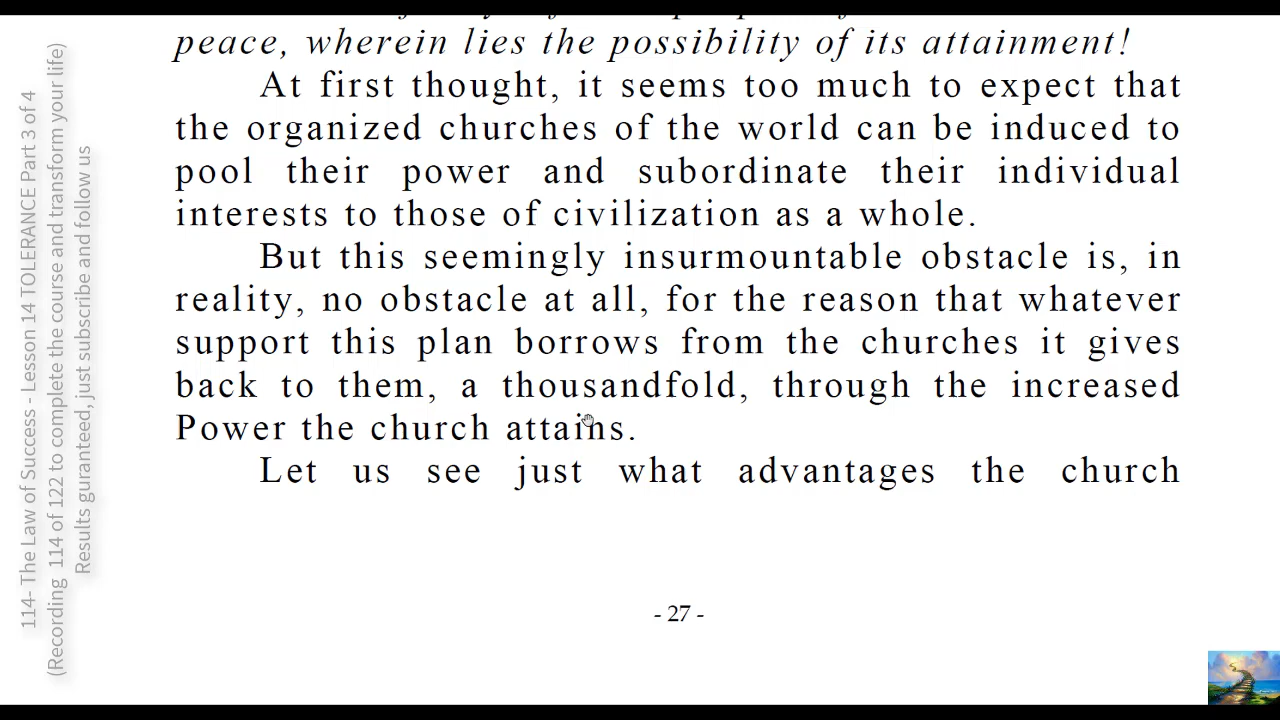 peace, wherein lies the possibility of its attainment!
At first thought, it seems too much to expect that
the organized churches of the world can be induced to
pool their power and subordinate their individual
interests to those of civilization as a whole.
But this seemingly insurmountable obstacle is, in
reality, no obstacle at all, for the reason that whatever
support this plan borrows from the churches it gives
back to them, a thousandfold, through the increased
Power the church attains.
Let us see just what advantages the church
- 27 -
114- The Law of Success - Lesson 14 TOLERANCE Part 3 of 4
(Recording 114 of 122 to complete the course and transform your life)
Results guranteed, just subscribe and follow us